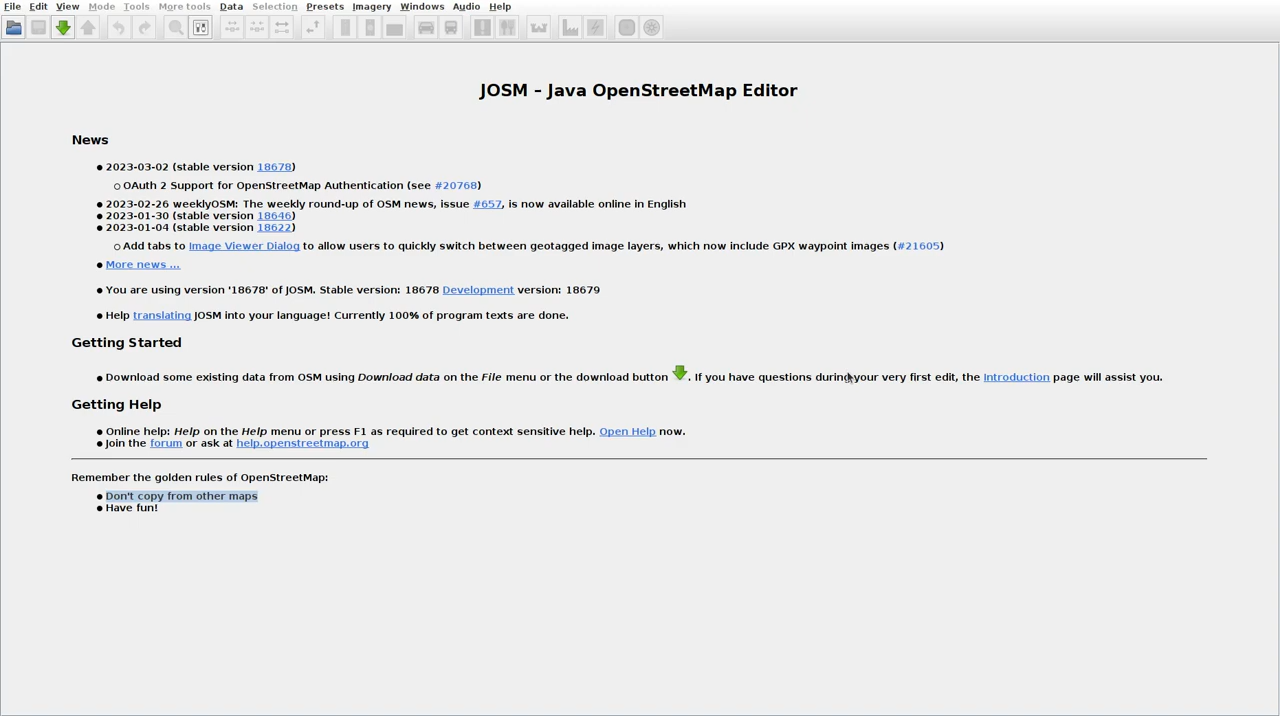 File Edit View Mode Tools More tools Data Selection Presets Imagery Windows Audio Help
JOSM – Java OpenStreetMap Editor
News
● 2023-03-02 (stable version 18678)
○ OAuth 2 Support for OpenStreetMap Authentication (see #20768)
● 2023-02-26 weeklyOSM: The weekly round-up of OSM news, issue #657, is now available online in English
● 2023-01-30 (stable version 18646)
● 2023-01-04 (stable version 18622)
○ Add tabs to Image Viewer Dialog to allow users to quickly switch between geotagged image layers, which now include GPX waypoint images (#21605)
● More news ...
● You are using version '18678' of JOSM. Stable version: 18678 Development version: 18679
● Help translating JOSM into your language! Currently 100% of program texts are done.
Getting Started
● Download some existing data from OSM using Download data on the File menu or the download button . If you have questions during your very first edit, the Introduction page will assist you.
Getting Help
● Online help: Help on the Help menu or press F1 as required to get context sensitive help. Open Help now.
● Join the forum or ask at help.openstreetmap.org
Remember the golden rules of OpenStreetMap:
● Don't copy from other maps
● Have fun!